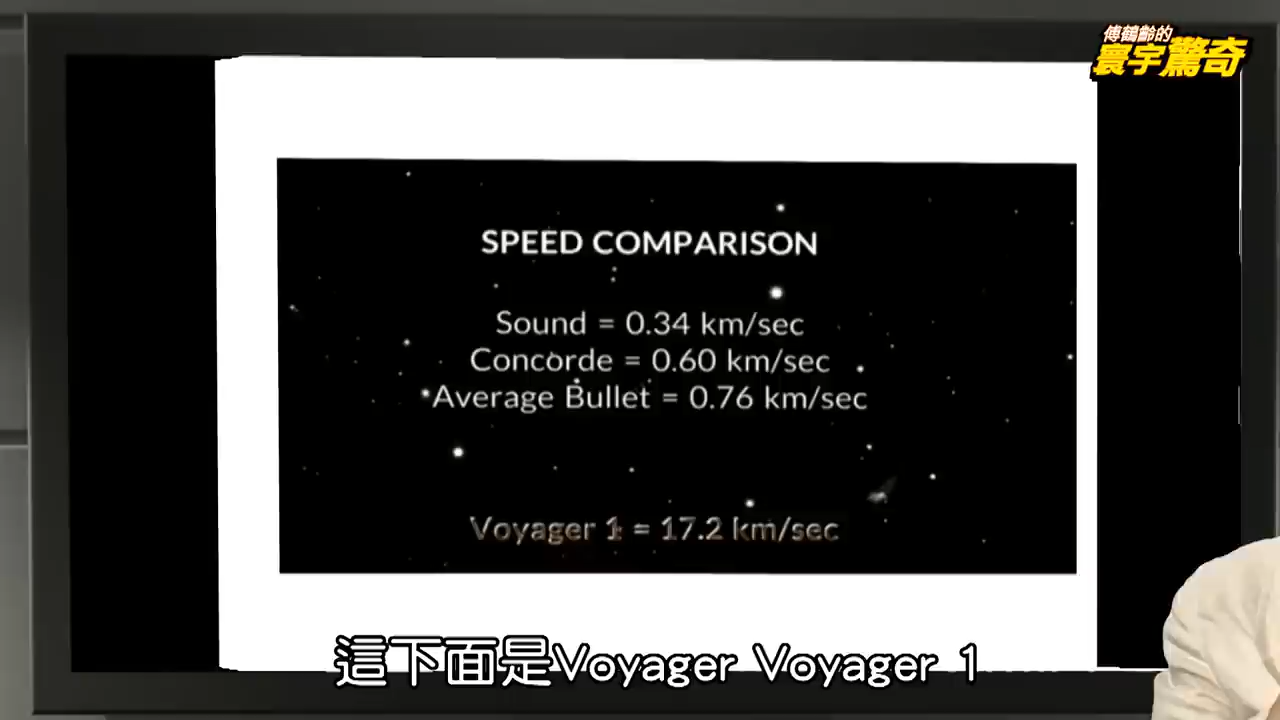 傅鶴齡的
寰宇驚奇
SPEED COMPARISON
Sound = 0.34 km/sec
Concorde = 0.60 km/sec
Average Bullet = 0.76 km/sec
Voyager 1 = 17.2 km/sec
這下面是Voyager Voyager 1